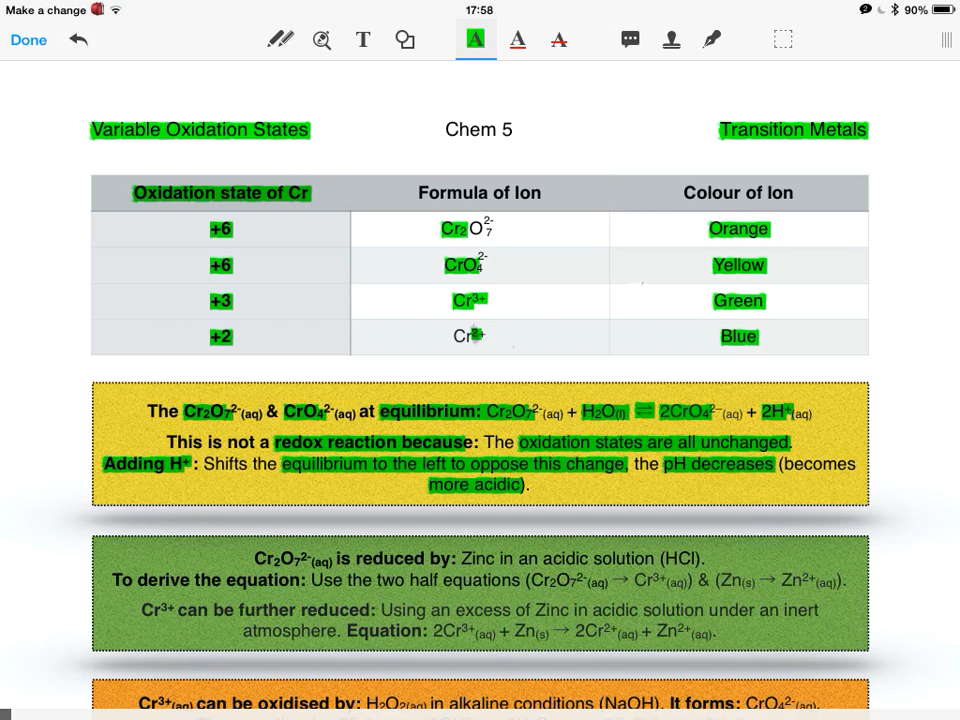 Make a change
17:58
2
90%
Done
T
A
A
A
Variable Oxidation States
Chem 5
Transition Metals
Oxidation state of Cr
Formula of Ion
Colour of Ion
+6
Cr₂O₇²⁻
Orange
+6
CrO₄²⁻
Yellow
+3
Cr³⁺
Green
+2
Cr²⁺
Blue
The Cr₂O₇²⁻(aq) & CrO₄²⁻(aq) at equilibrium: Cr₂O₇²⁻(aq) + H₂O(l) ⇌ 2CrO₄²⁻(aq) + 2H⁺(aq)
This is not a redox reaction because: The oxidation states are all unchanged.
Adding H⁺ : Shifts the equilibrium to the left to oppose this change, the pH decreases (becomes
more acidic).
Cr₂O₇²⁻(aq) is reduced by: Zinc in an acidic solution (HCl).
To derive the equation: Use the two half equations (Cr₂O₇²⁻(aq) → Cr³⁺(aq)) & (Zn(s) → Zn²⁺(aq)).
Cr³⁺ can be further reduced: Using an excess of Zinc in acidic solution under an inert
atmosphere. Equation: 2Cr³⁺(aq) + Zn(s) → 2Cr²⁺(aq) + Zn²⁺(aq).
Cr³⁺(aq) can be oxidised by: H₂O₂(aq) in alkaline conditions (NaOH). It forms: CrO₄²⁻(aq).